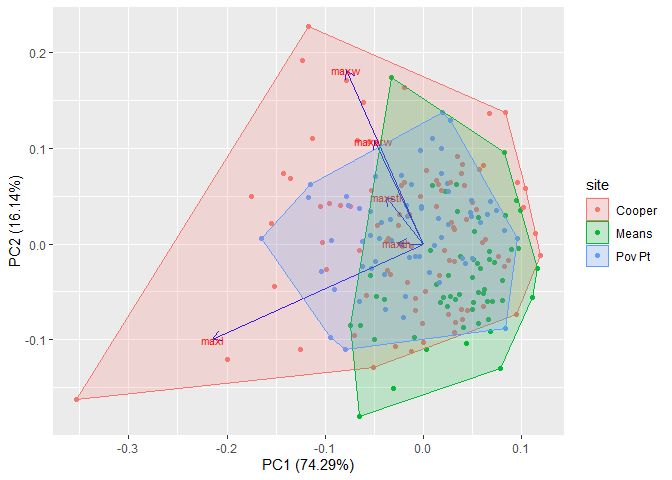 PC2 (16.14%)
0.2
0.1
0.0
-0.1
maxw
maxl
-0.3
-0.2
-0.1
0.0
0.1
PC1 (74.29%)
site
Cooper
Means
Pov Pt